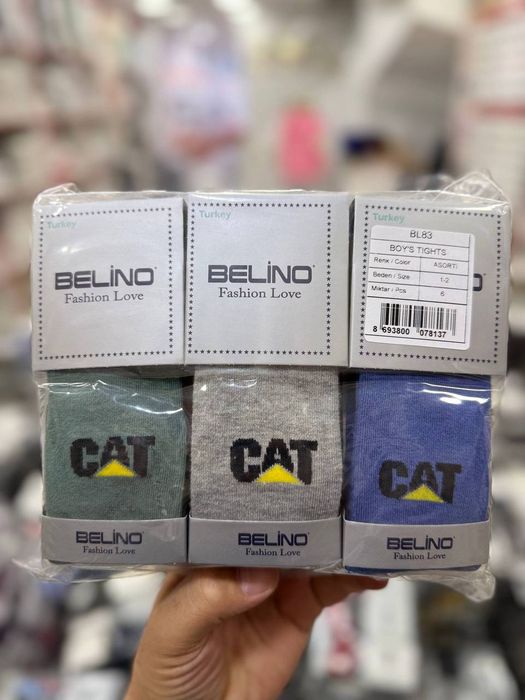 Turkey
BELİNO
Fashion Love
Turkey
BELİNO
Fashion Love
Turkey
BL83
BOY'S TIGHTS
Renk / Color ASORTİ
Beden / Size 1-2
Miktar / Pcs 6
8 693800 078137
CAT
CAT
CAT
BELİNO
Fashion Love
BELİNO
Fashion Love
BELİNO
Fashion Love